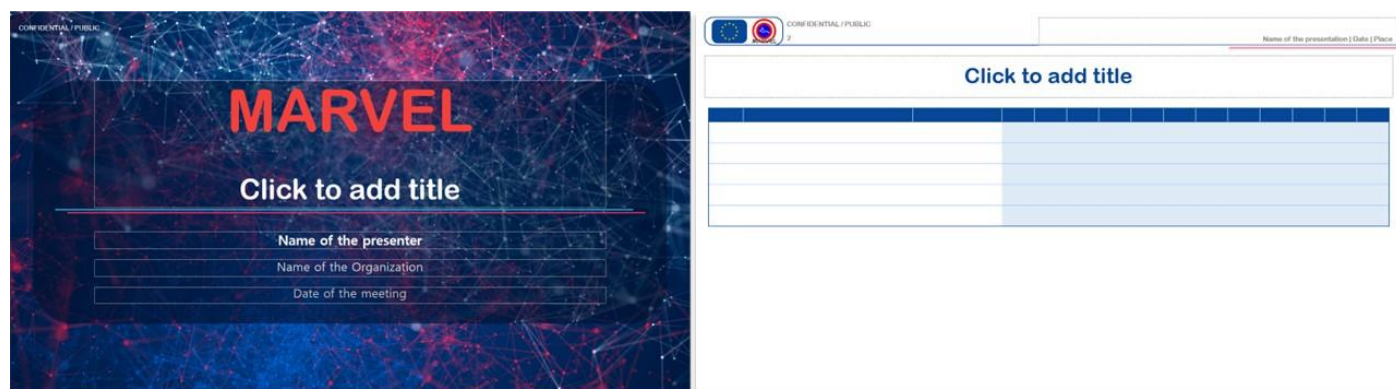 CONFIDENTIAL / PUBLIC
MARVEL
Click to add title
Name of the presenter
Name of the Organization
Date of the meeting
MARVEL
CONFIDENTIAL / PUBLIC
2
Name of the presentation | Date | Place
Click to add title